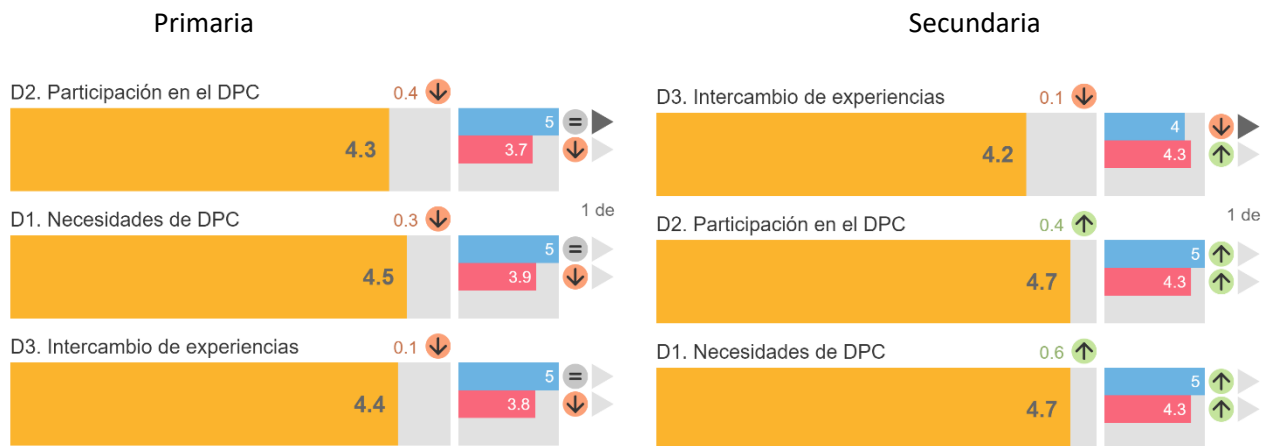 Primaria
D2. Participación en el DPC 0.4
4.3
5 =
3.7
1 de
D1. Necesidades de DPC 0.3
4.5
5 =
3.9
D3. Intercambio de experiencias 0.1
4.4
5 =
3.8
Secundaria
D3. Intercambio de experiencias 0.1
4.2
4
4.3
1 de
D2. Participación en el DPC 0.4
4.7
5
4.3
D1. Necesidades de DPC 0.6
4.7
5
4.3